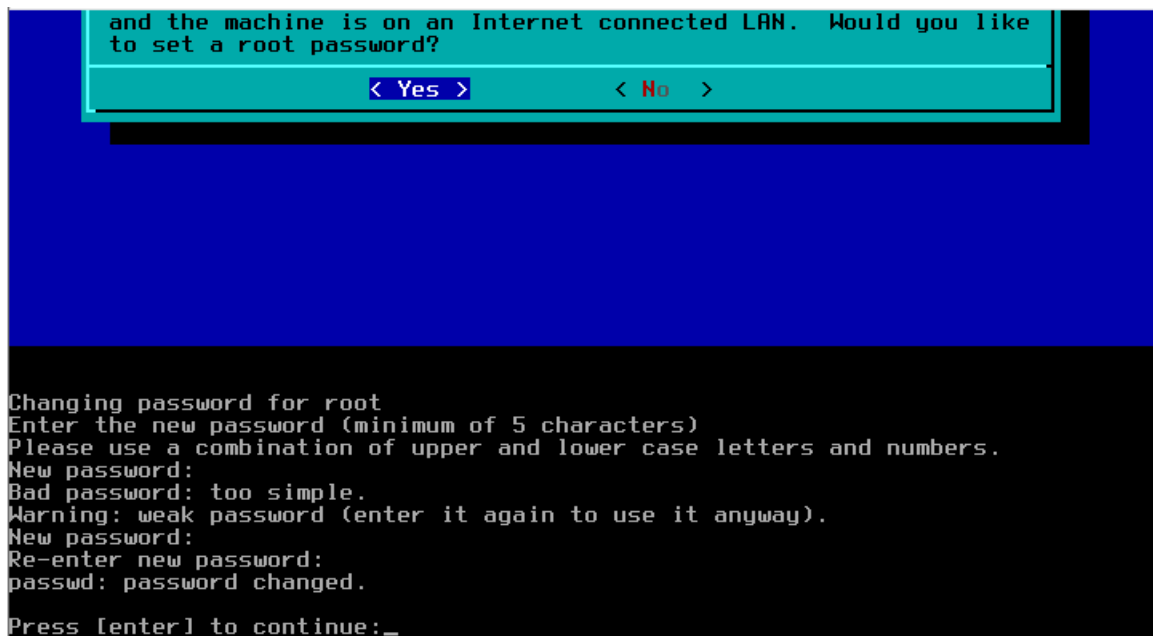 and the machine is on an Internet connected LAN.  Would you like
to set a root password?
< Yes >          < No  >
Changing password for root
Enter the new password (minimum of 5 characters)
Please use a combination of upper and lower case letters and numbers.
New password:
Bad password: too simple.
Warning: weak password (enter it again to use it anyway).
New password:
Re-enter new password:
passwd: password changed.
Press [enter] to continue:_